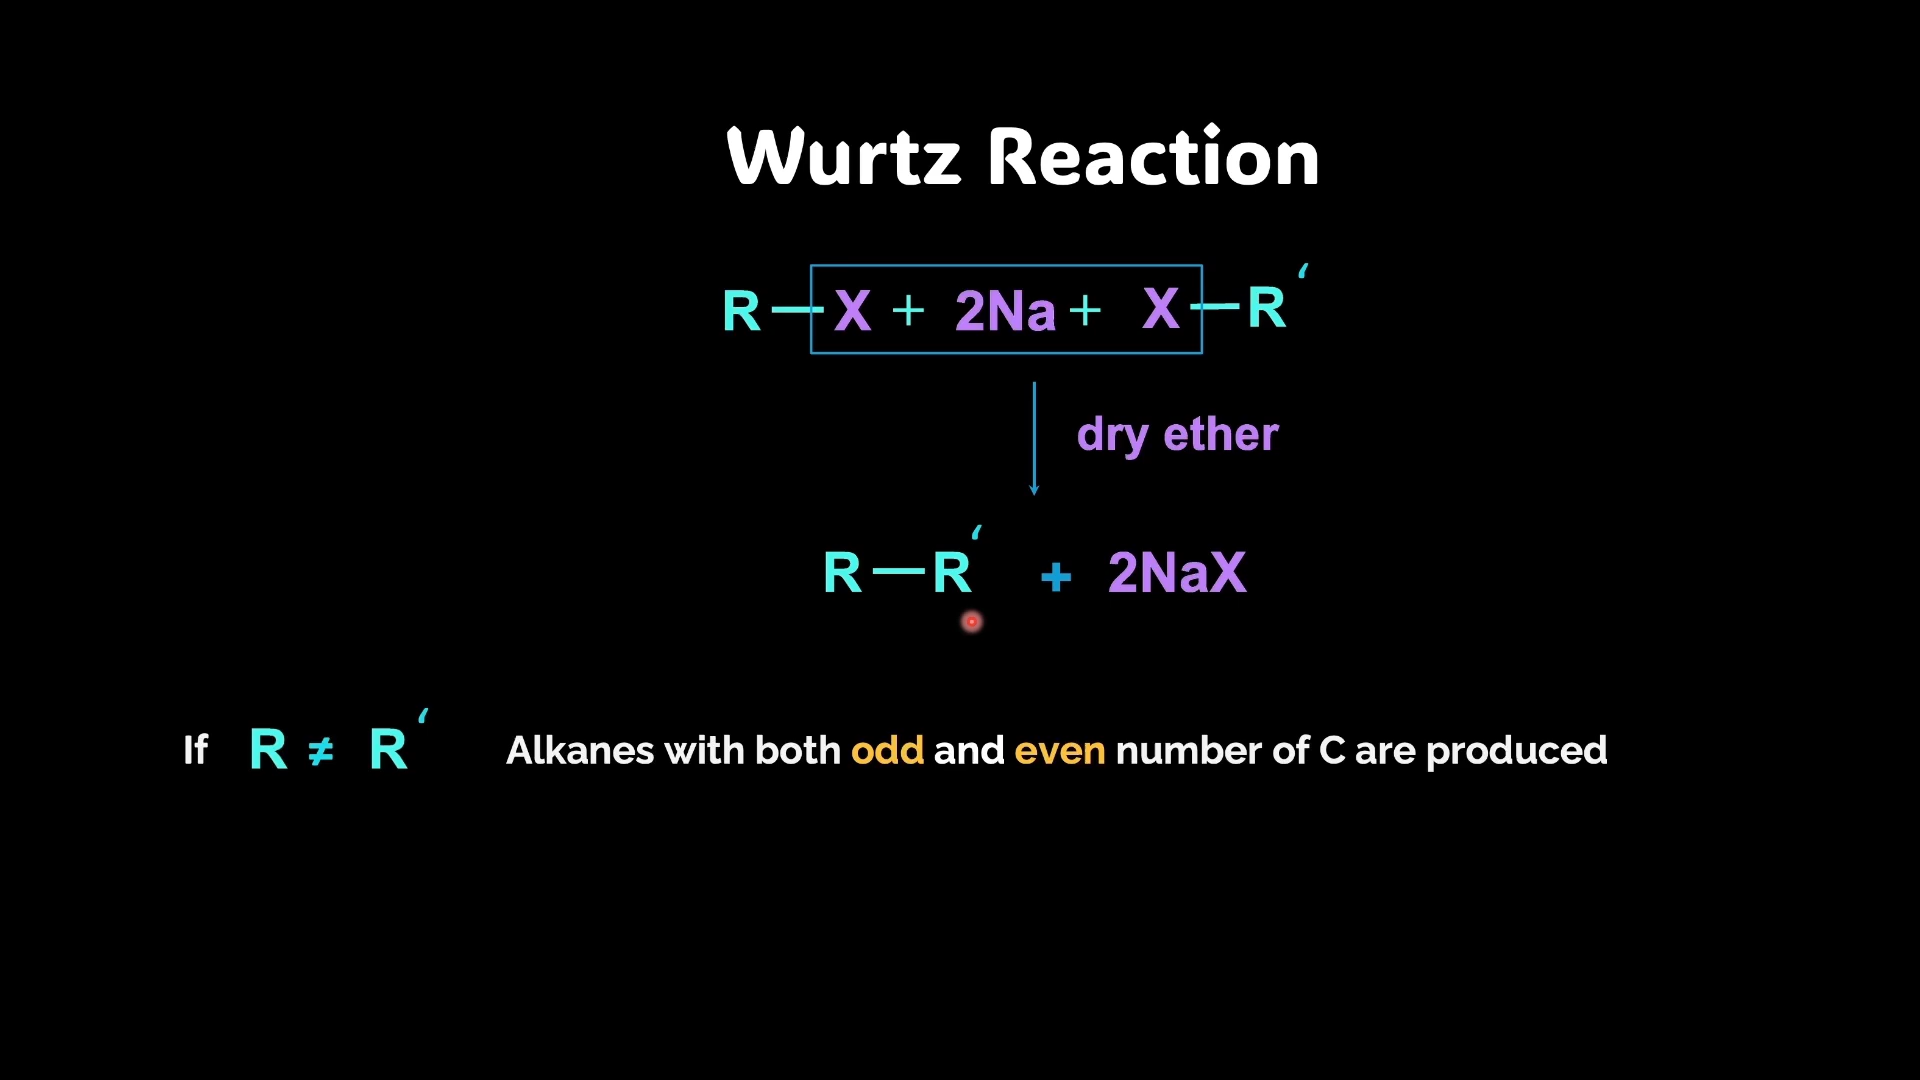 Wurtz Reaction
R—X + 2Na + X—R‘
dry ether
R—R‘ + 2NaX
If R ≠ R‘ Alkanes with both odd and even number of C are produced